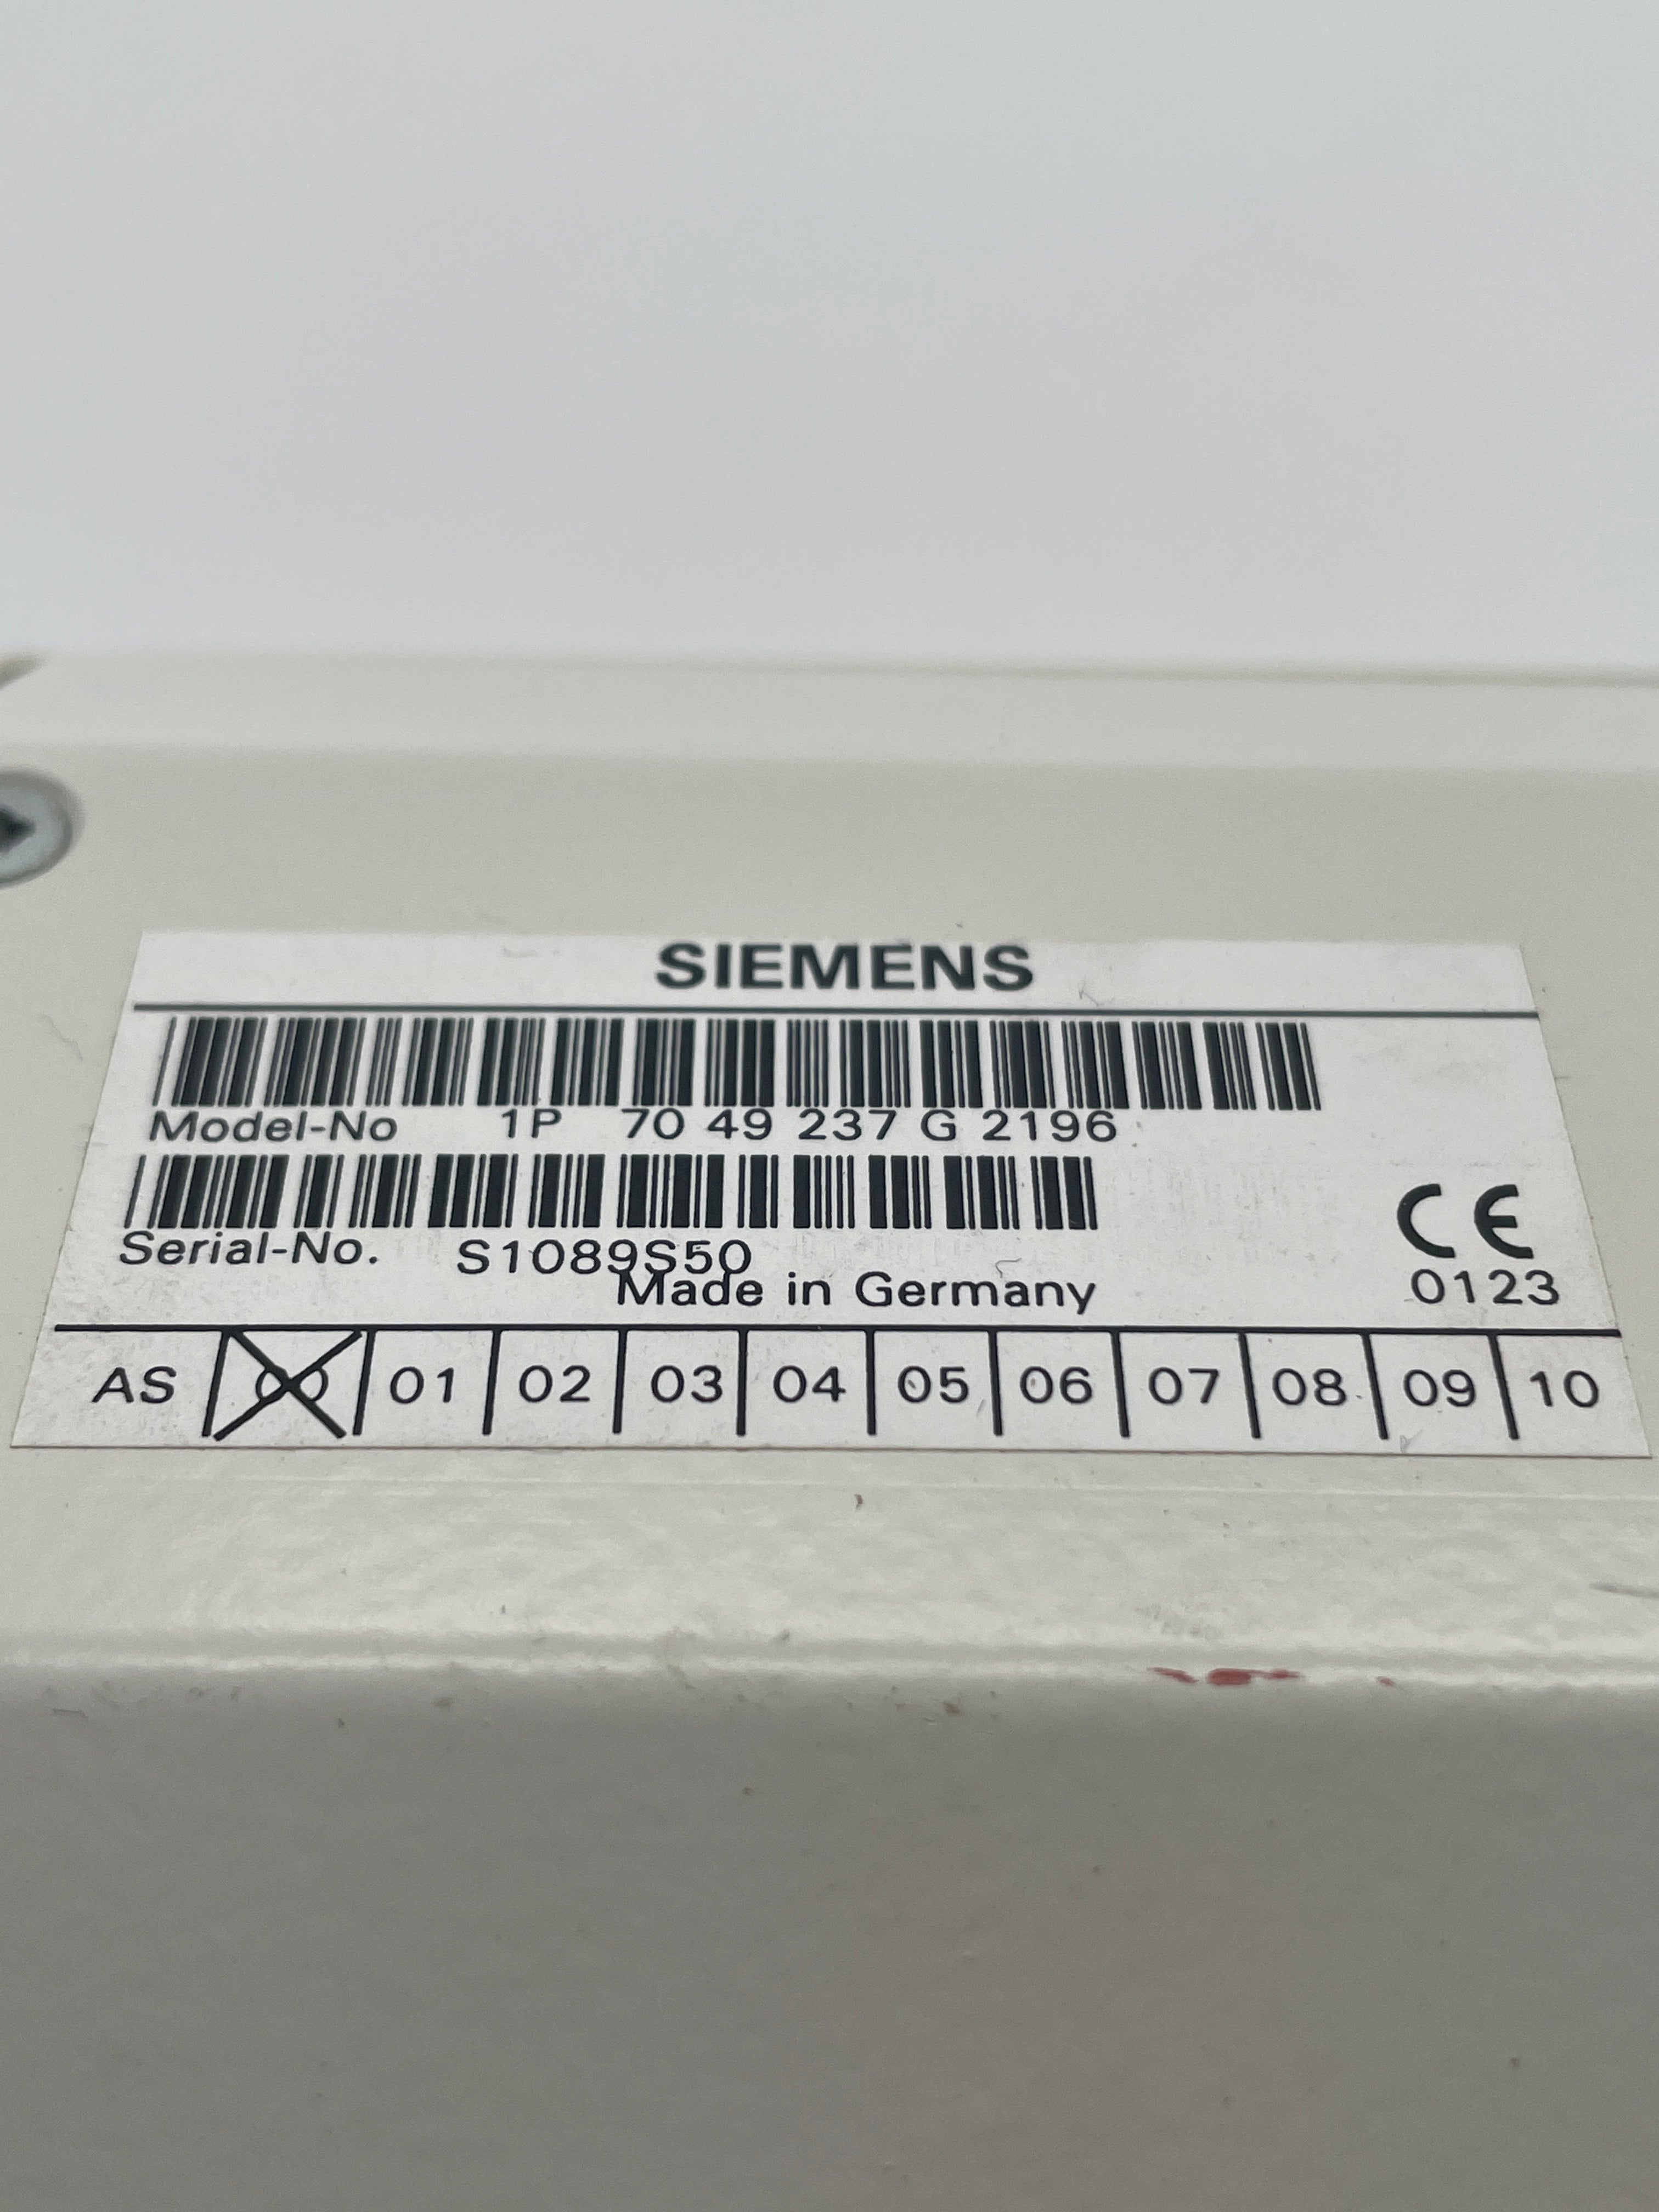 SIEMENS
Model-No 1P 70 49 237 G 2196
Serial-No. S1089S50
Made in Germany
CE
0123
AS 00 01 02 03 04 05 06 07 08 09 10